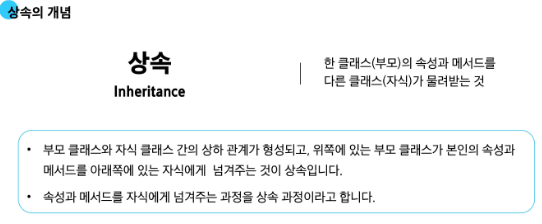 상속의 개념
상속
Inheritance
한 클래스(부모)의 속성과 메서드를
다른 클래스(자식)가 물려받는 것
• 부모 클래스와 자식 클래스 간의 상하 관계가 형성되고, 위쪽에 있는 부모 클래스가 본인의 속성과
메서드를 아래쪽에 있는 자식에게 넘겨주는 것이 상속입니다.
• 속성과 메서드를 자식에게 넘겨주는 과정을 상속 과정이라고 합니다.